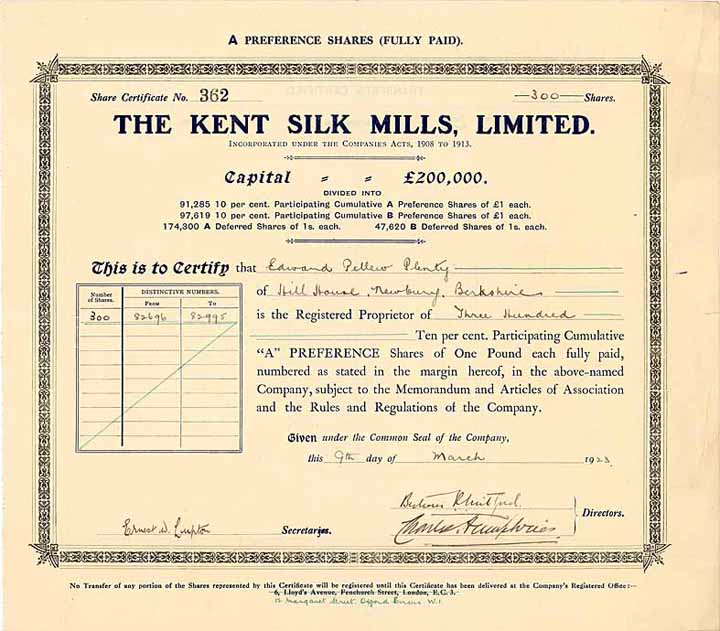 A PREFERENCE SHARES (FULLY PAID).
Share Certificate No. 362 —300— Shares.
THE KENT SILK MILLS, LIMITED.
INCORPORATED UNDER THE COMPANIES ACTS, 1908 TO 1913.
Capital = = £200,000.
DIVIDED INTO
91,285 10 per cent. Participating Cumulative A Preference Shares of £1 each.
97,619 10 per cent. Participating Cumulative B Preference Shares of £1 each.
174,300 A Deferred Shares of 1s. each. 47,620 B Deferred Shares of 1s. each.
This is to Certify that Edward Pellew Plenty
of Hill House, Newbury, Berkshire
is the Registered Proprietor of Three Hundred
Ten per cent. Participating Cumulative
"A" PREFERENCE Shares of One Pound each fully paid,
numbered as stated in the margin hereof, in the above-named
Company, subject to the Memorandum and Articles of Association
and the Rules and Regulations of the Company.
Number of Shares. DISTINCTIVE NUMBERS.
FROM TO
300 82696 82995
Given under the Common Seal of the Company,
this 9th day of March 1923
Charles Humphries
Directors.
Ernest W. Lupton Secretaries.
No Transfer of any portion of the Shares represented by this Certificate will be registered until this Certificate has been delivered at the Company's Registered Office:—
6, Lloyd's Avenue, Fenchurch Street, London, E.C. 3.
12 Margaret Street Oxford Circus W.1.